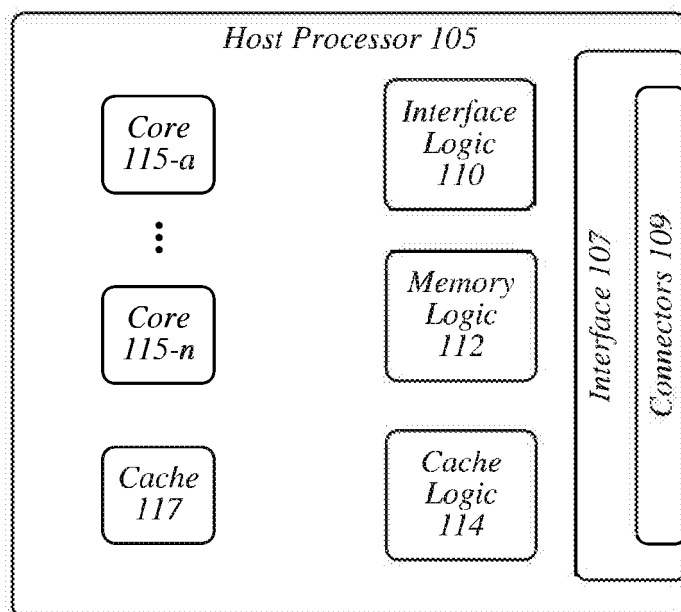 Host Processor 105
Core
115-a
Interface
Logic
110
Core
115-n
Memory
Logic
112
Cache
117
Cache
Logic
114
Interface 107
Connectors 109